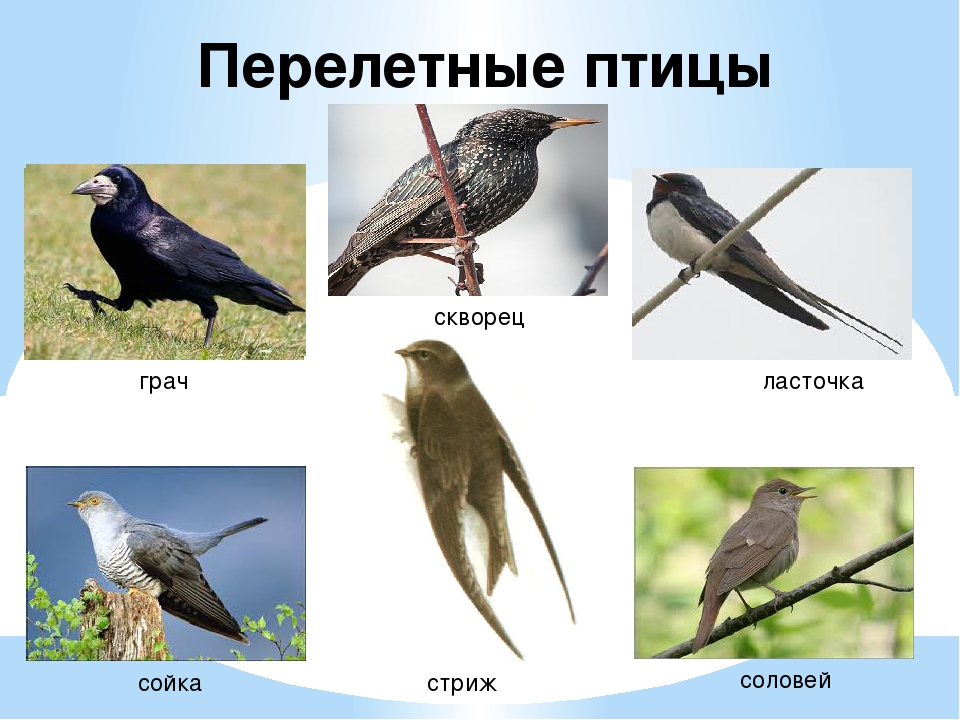 Перелетные птицы
скворец
грач
ласточка
сойка
стриж
соловей